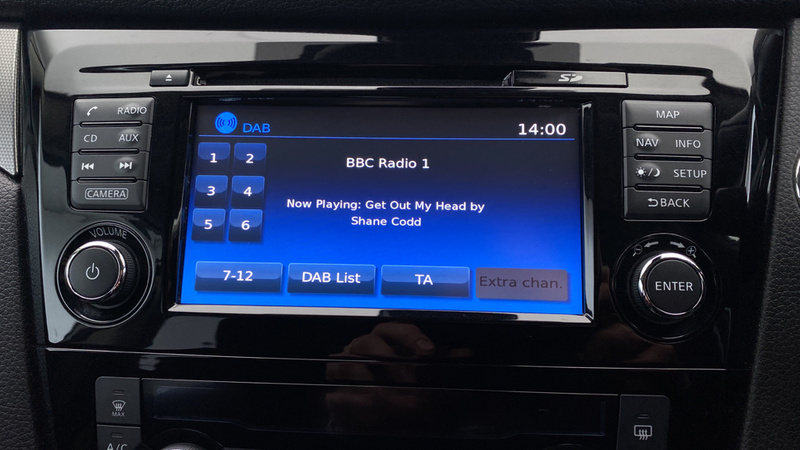 SD
RADIO
CD AUX
CAMERA
VOLUME
DAB
14:00
1 2
BBC Radio 1
3 4
Now Playing: Get Out My Head by
Shane Codd
5 6
7-12 DAB List TA Extra chan.
MAP
NAV INFO
SETUP
BACK
ENTER
MAX
A/C